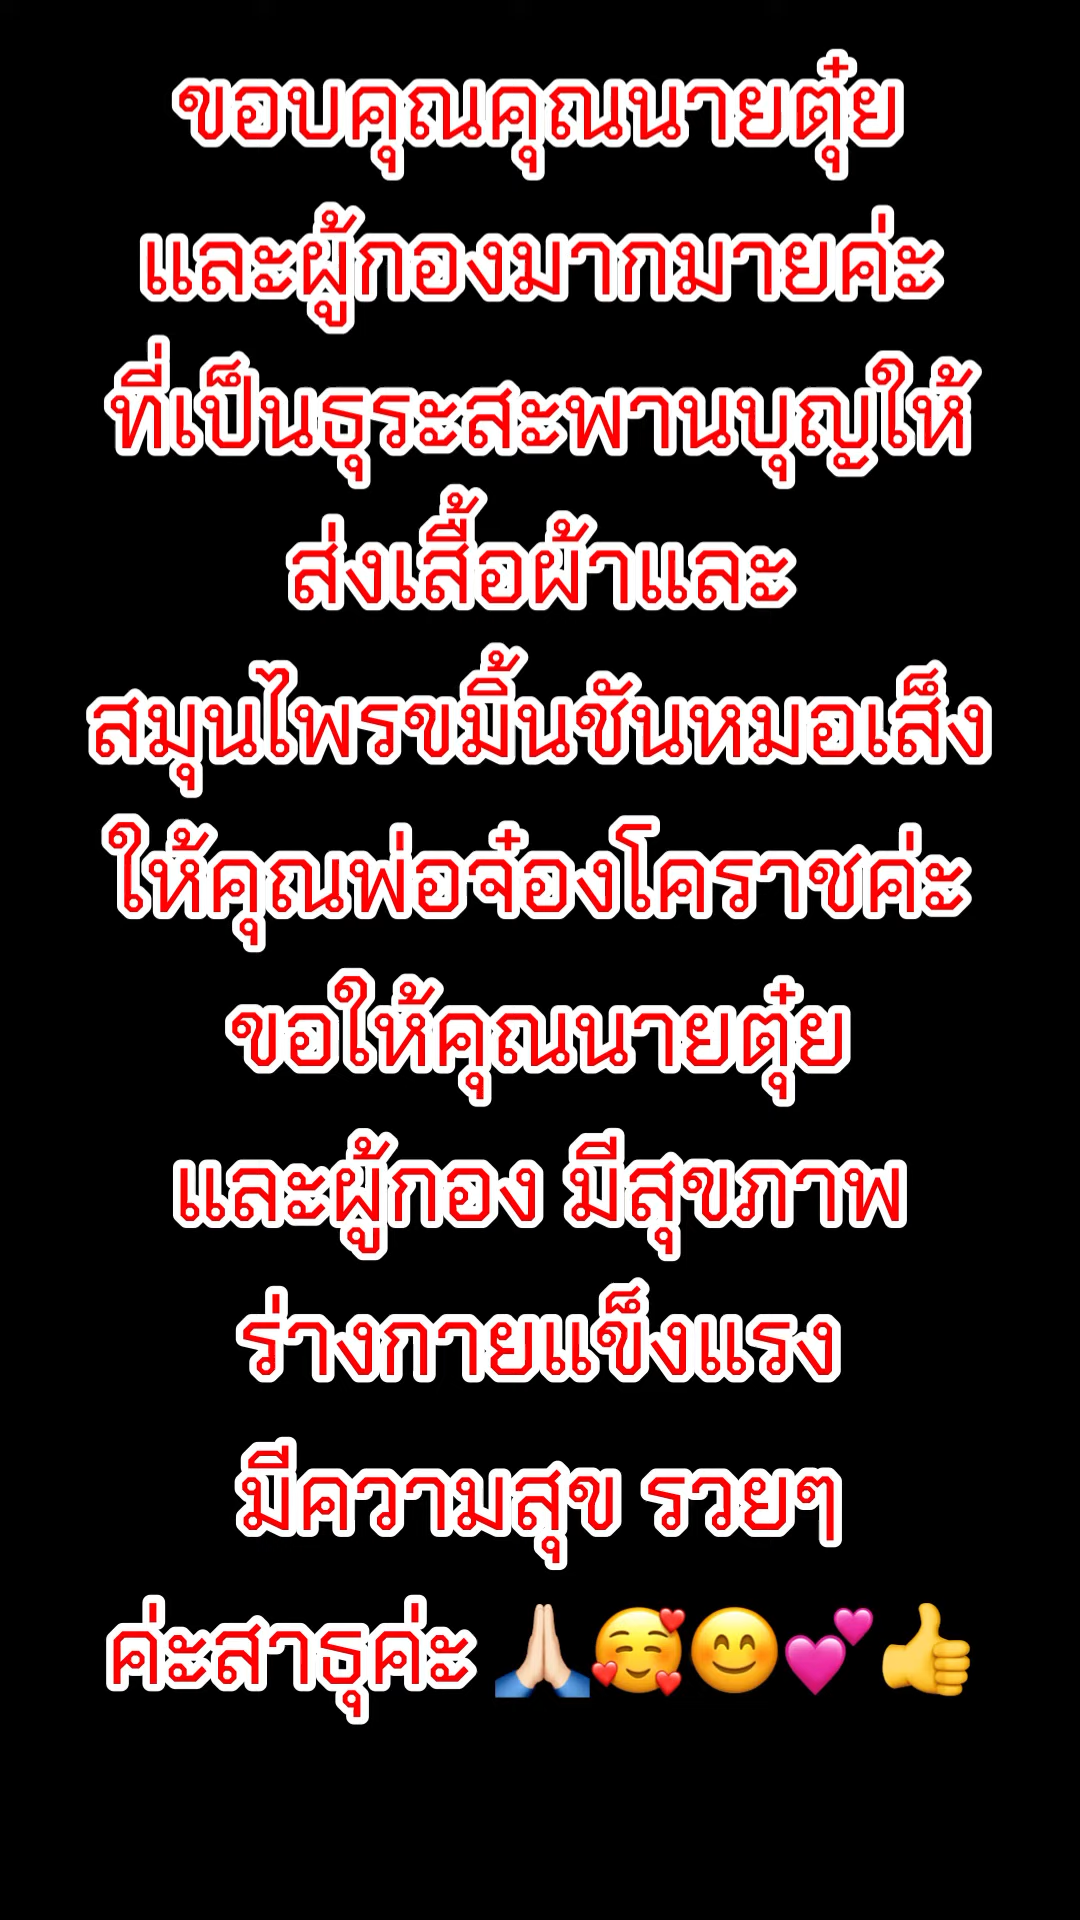 ขอบคุณคุณนายตุ๋ย
และผู้กองมากมายค่ะ
ที่เป็นธุระสะพานบุญให้
ส่งเสื้อผ้าและ
สมุนไพรขมิ้นชันหมอเส็ง
ให้คุณพ่อจ๋องโคราชค่ะ
ขอให้คุณนายตุ๋ย
และผู้กอง มีสุขภาพ
ร่างกายแข็งแรง
มีความสุข รวยๆ
ค่ะสาธุค่ะ 🙏🏻🥰😊💕👍